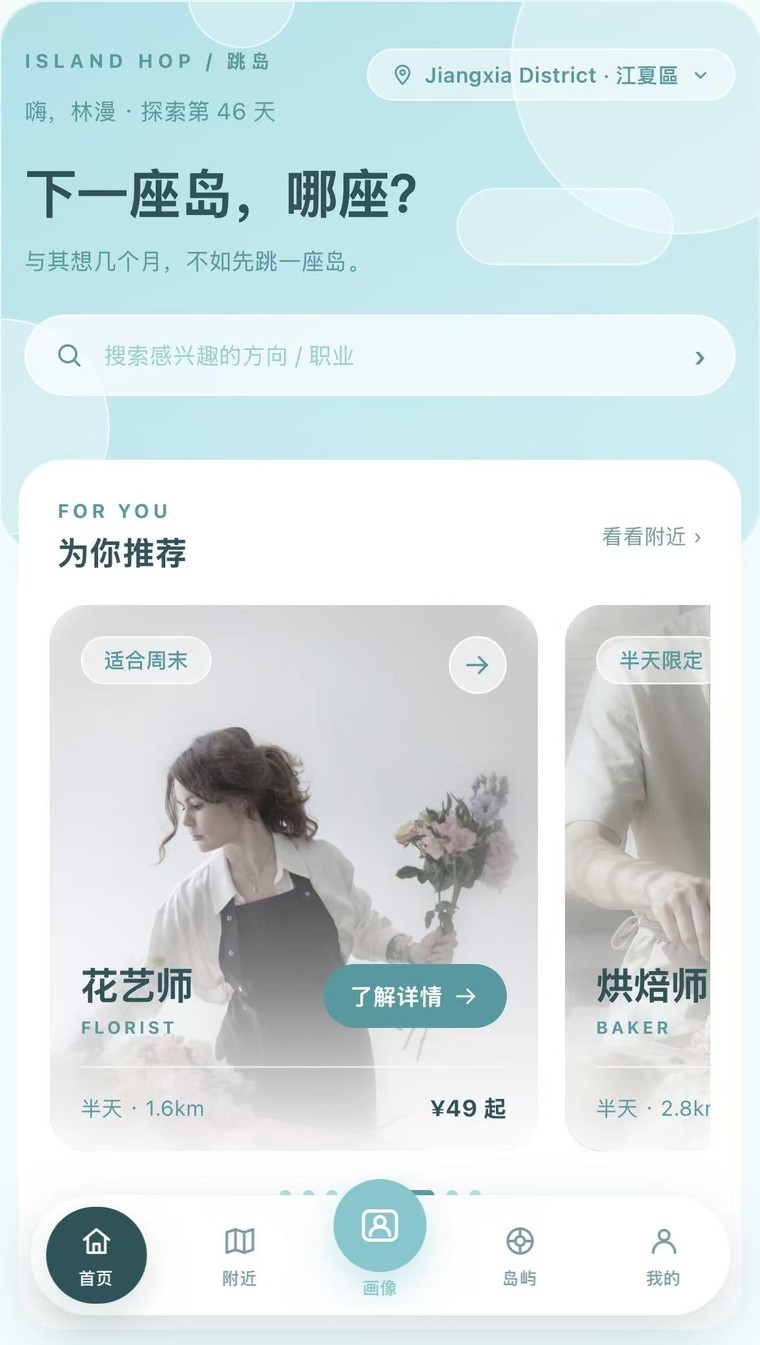 ISLAND HOP / 跳岛
Jiangxia District · 江夏區
嗨，林漫 · 探索第 46 天
下一座岛，哪座？
与其想几个月，不如先跳一座岛。
搜索感兴趣的方向 / 职业
›
FOR YOU
为你推荐
看看附近 ›
适合周末
→
半天限定
花艺师
FLORIST
了解详情 →
半天 · 1.6km
¥49 起
烘焙师
BAKER
半天 · 2.8k
首页
附近
画像
岛屿
我的